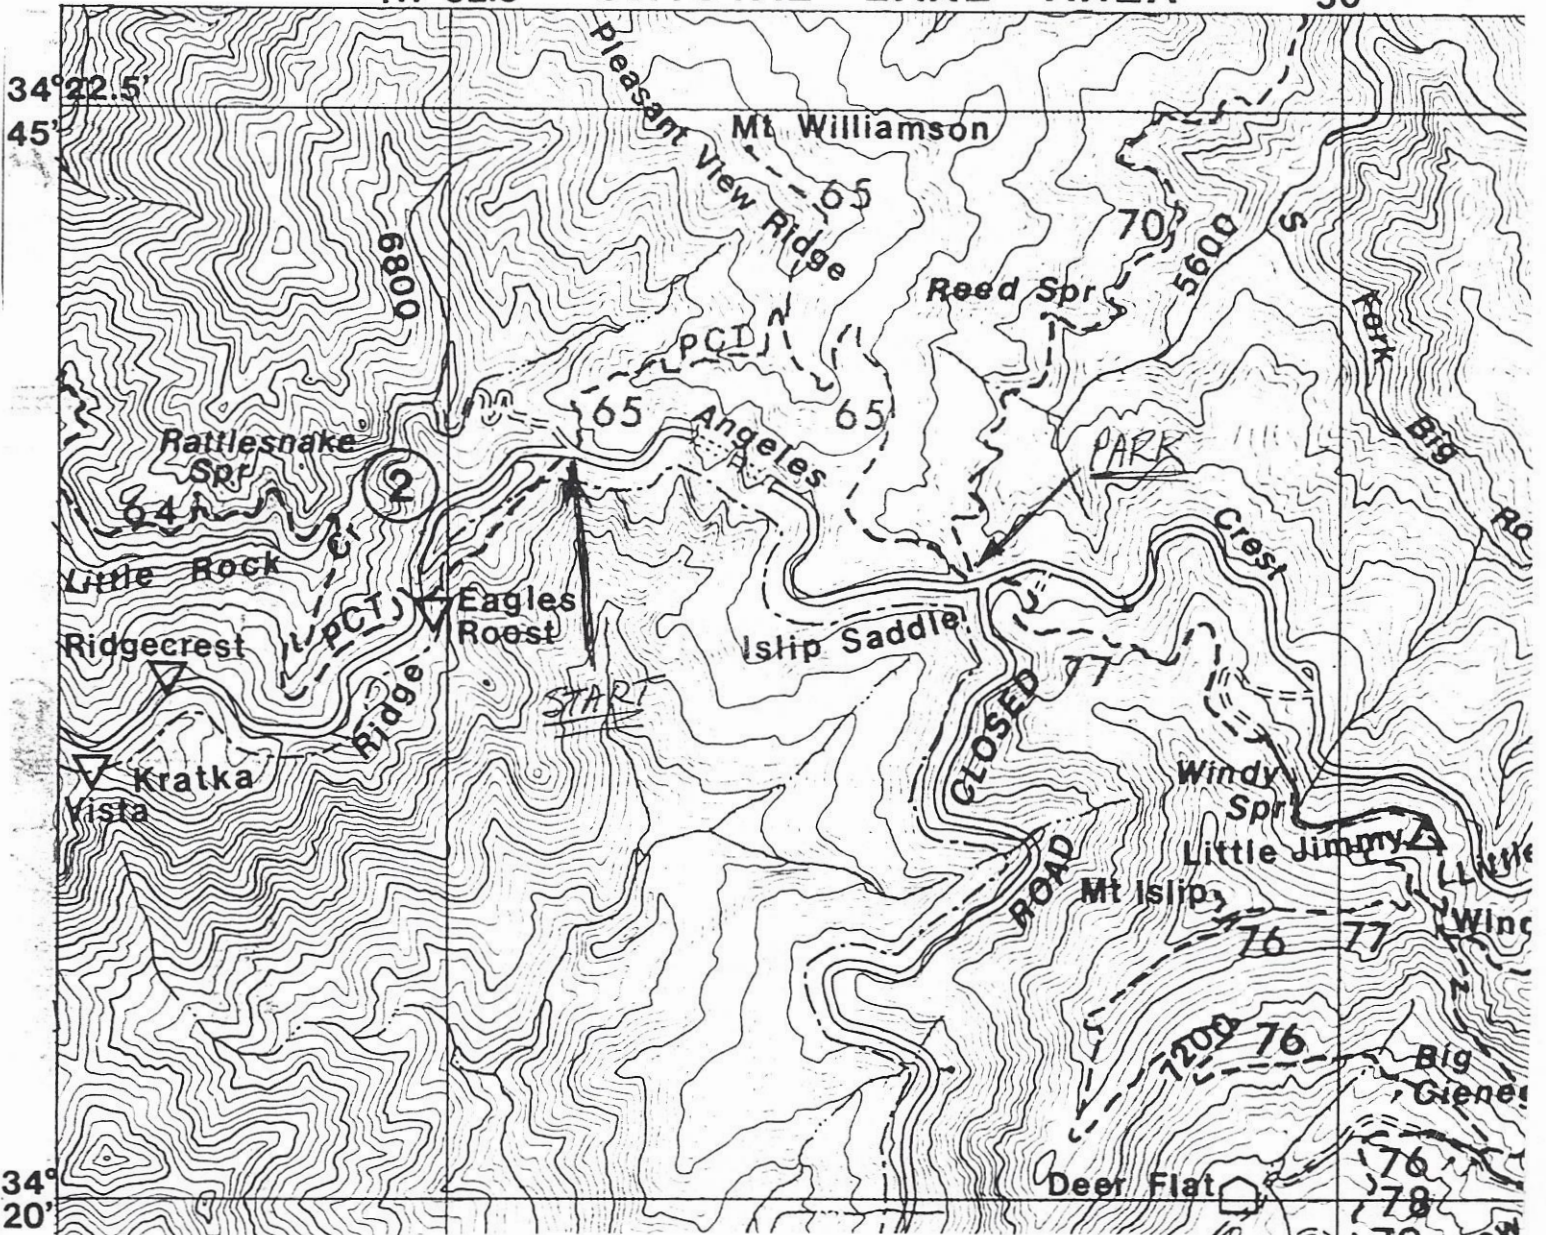 34°22.5'
45'
Pleasant View Ridge
Mt Williamson
65
70
5600
S
Fork
6800
Reed Spr
PCT
65
65
Angeles
PARK
Big
Rattlesnake
Spr
2
64
Crest
Cr
Little Rock
PCT
Eagles
Roost
Ridgecrest
Islip Saddle
77
START
Ridge
CLOSED
ROAD
Kratka
Vista
Windy
Spr
Little Jimmy
Little
Mt Islip
76
77
7200
76
Big
34°
20'
Deer Flat
76
78